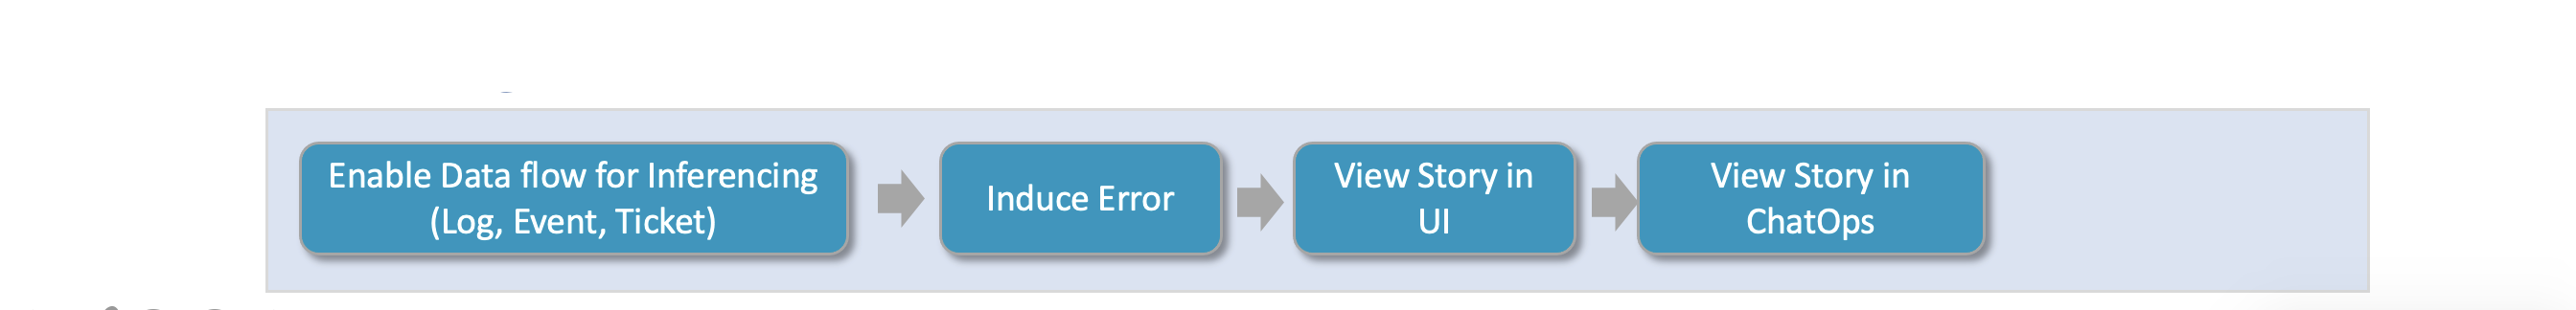 Enable Data flow for Inferencing
(Log, Event, Ticket)
Induce Error
View Story in
UI
View Story in
ChatOps